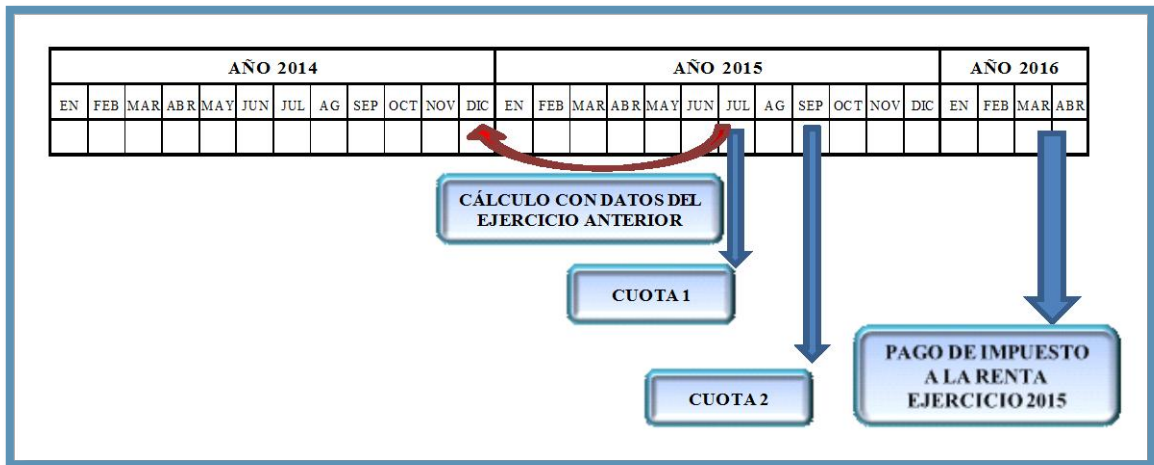 AÑO 2014 AÑO 2015 AÑO 2016
EN FEB MAR ABR MAY JUN JUL AG SEP OCT NOV DIC EN FEB MAR ABR MAY JUN JUL AG SEP OCT NOV DIC EN FEB MAR ABR
CÁLCULO CON DATOS DEL
EJERCICIO ANTERIOR
CUOTA 1
CUOTA 2
PAGO DE IMPUESTO
A LA RENTA
EJERCICIO 2015